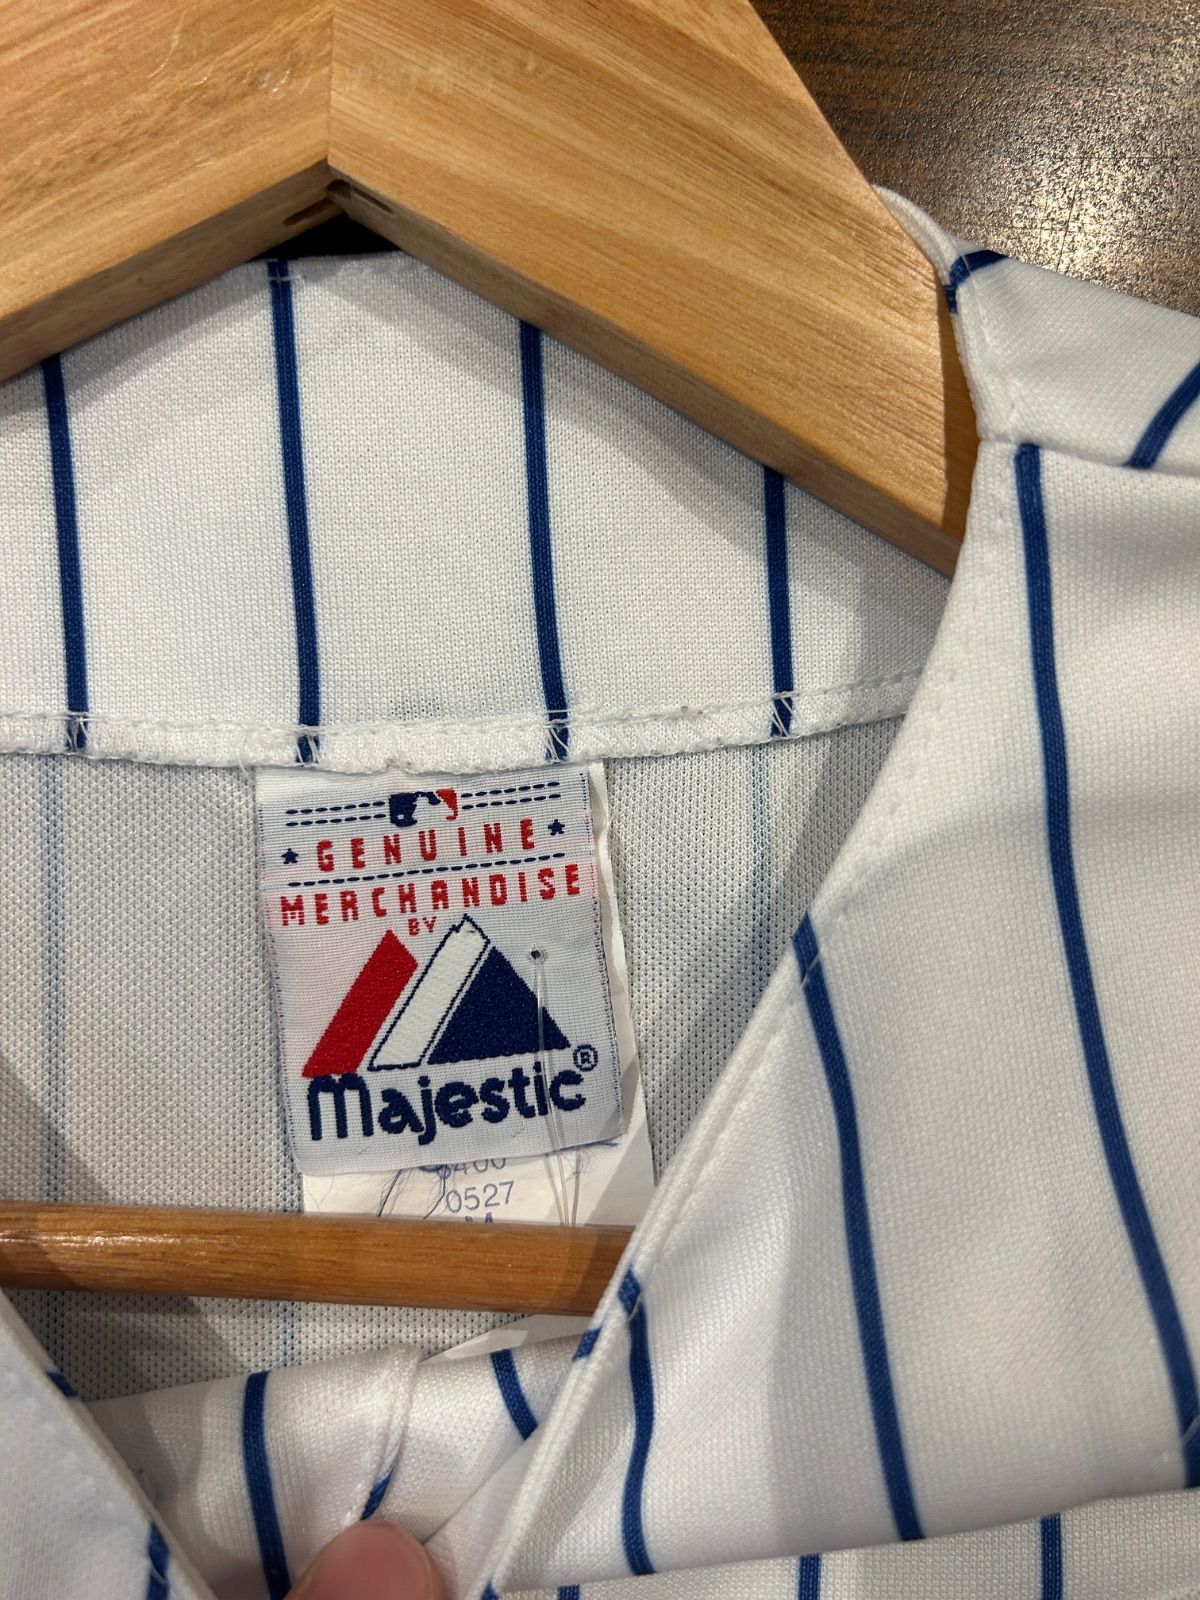 GENUINE
MERCHANDISE
BY
Majestic®
0527